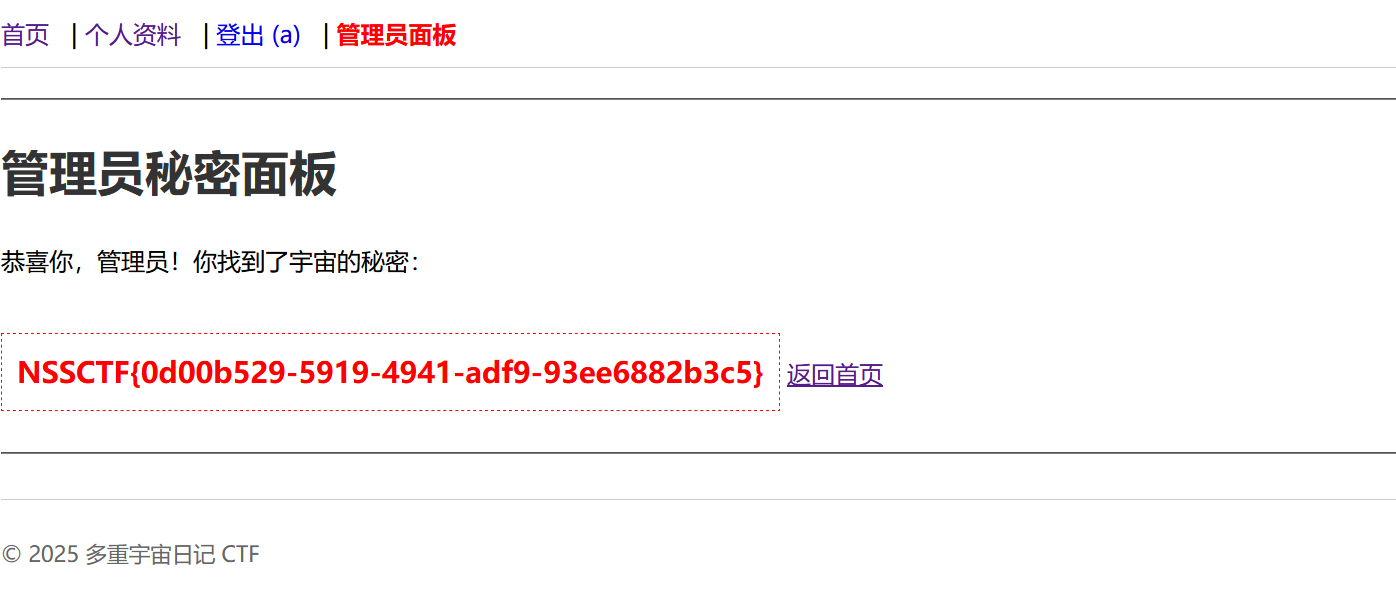 首页 | 个人资料 | 登出 (a) | 管理员面板
管理员秘密面板
恭喜你，管理员！你找到了宇宙的秘密：
NSSCTF{0d00b529-5919-4941-adf9-93ee6882b3c5} 返回首页
© 2025 多重宇宙日记 CTF